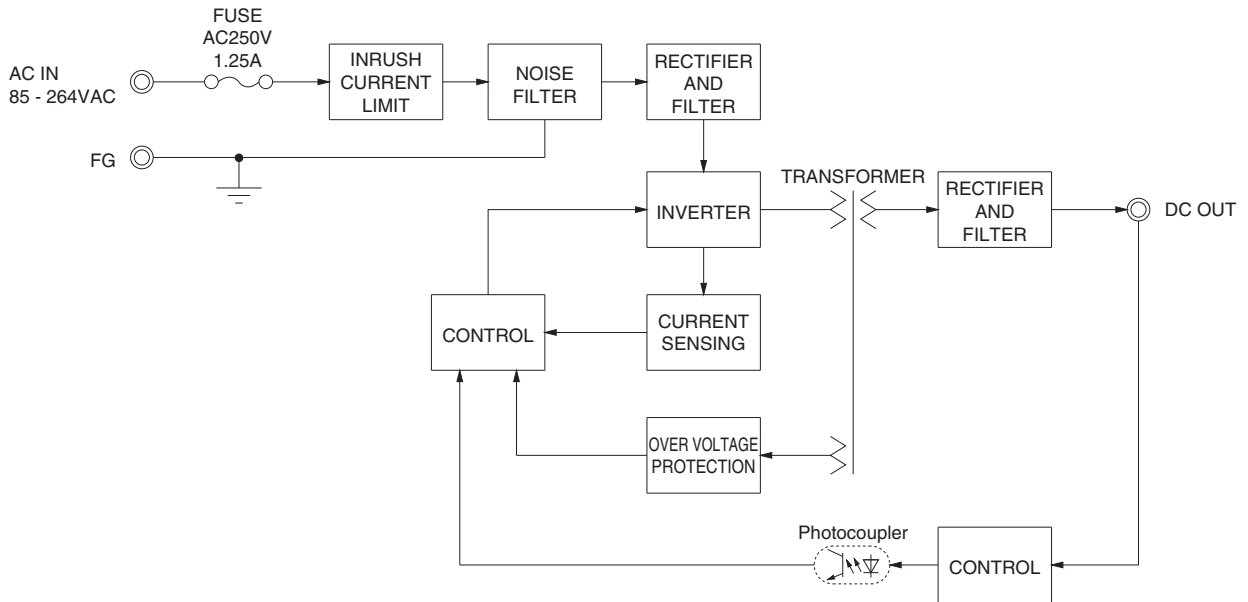 FUSE
AC250V
1.25A
AC IN
85 - 264VAC
INRUSH
CURRENT
LIMIT
NOISE
FILTER
RECTIFIER
AND
FILTER
FG
INVERTER
TRANSFORMER
RECTIFIER
AND
FILTER
DC OUT
CONTROL
CURRENT
SENSING
OVER VOLTAGE
PROTECTION
Photocoupler
CONTROL